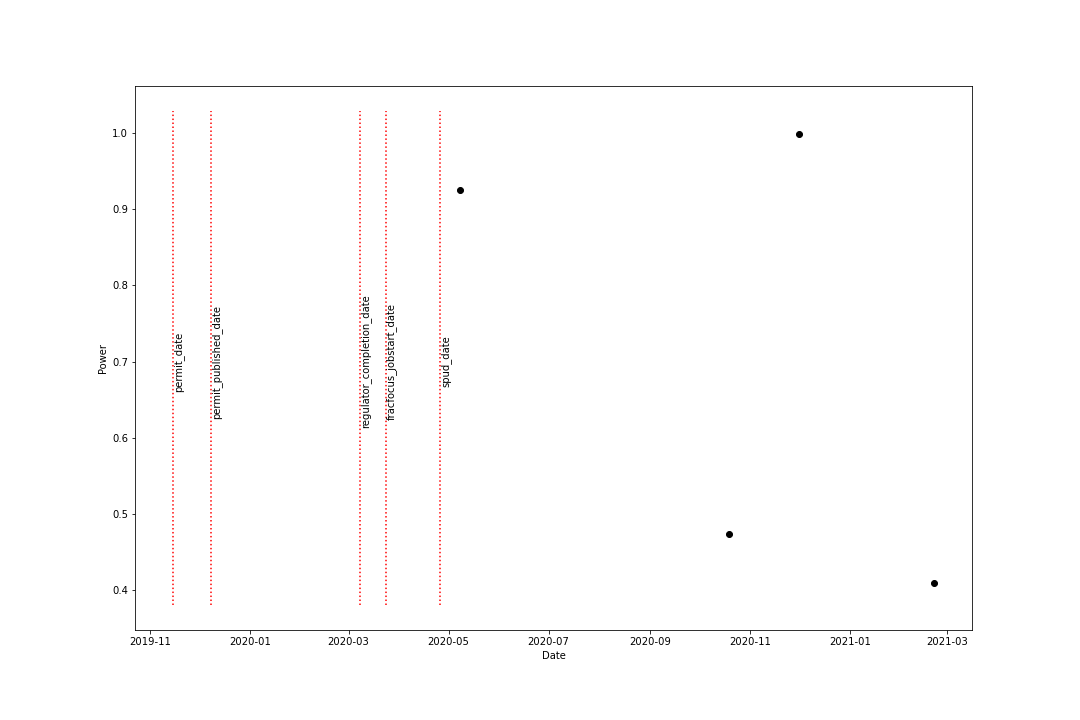 1.0
0.9
0.8
0.7
0.6
0.5
0.4
Power
permit_date
permit_published_date
regulator_completion_date
fracfocus_jobstart_date
spud_date
2019-11
2020-01
2020-03
2020-05
2020-07
2020-09
2020-11
2021-01
2021-03
Date